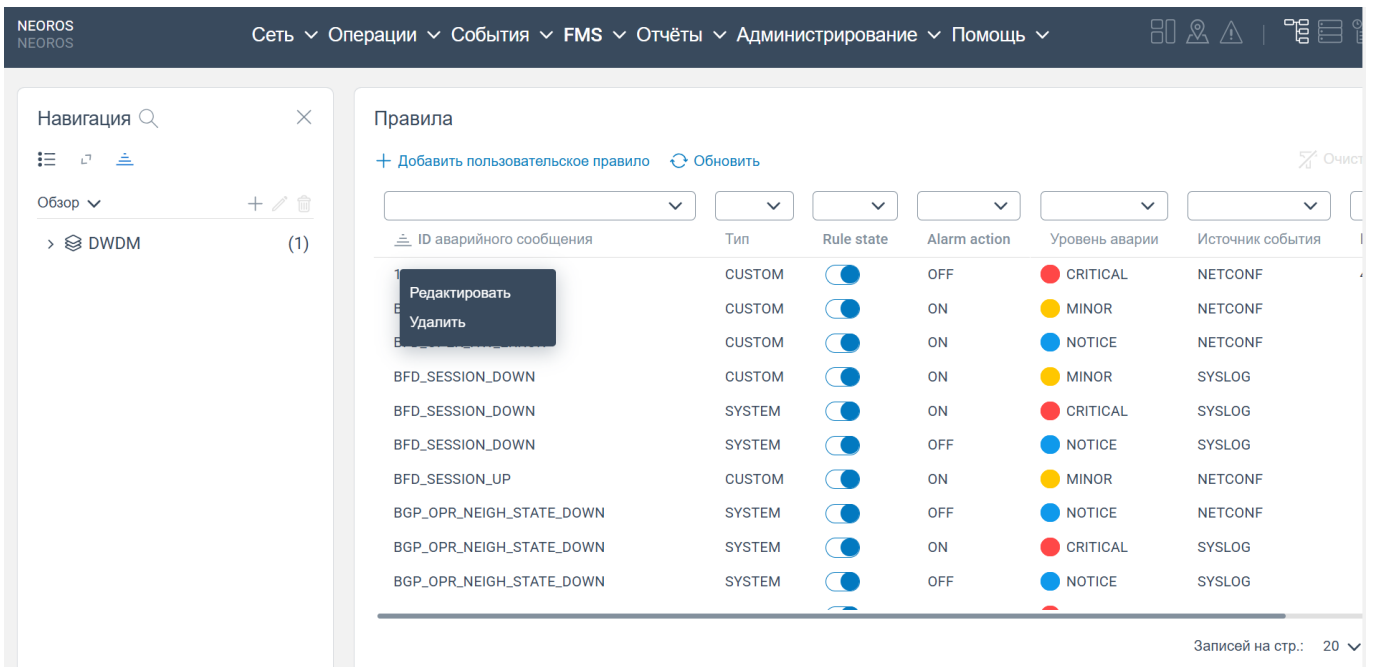 NEOROS
NEOROS
Сеть Операции События FMS Отчёты Администрирование Помощь
Навигация
Обзор
DWDM (1)
Правила
Добавить пользовательское правило Обновить
ID аварийного сообщения Тип Rule state Alarm action Уровень аварии Источник события
CUSTOM OFF CRITICAL NETCONF
Редактировать
CUSTOM ON MINOR NETCONF
Удалить
CUSTOM ON NOTICE NETCONF
BFD_SESSION_DOWN CUSTOM ON MINOR SYSLOG
BFD_SESSION_DOWN SYSTEM ON CRITICAL SYSLOG
BFD_SESSION_DOWN SYSTEM OFF NOTICE SYSLOG
BFD_SESSION_UP CUSTOM ON MINOR NETCONF
BGP_OPR_NEIGH_STATE_DOWN SYSTEM OFF NOTICE NETCONF
BGP_OPR_NEIGH_STATE_DOWN SYSTEM ON CRITICAL SYSLOG
BGP_OPR_NEIGH_STATE_DOWN SYSTEM OFF NOTICE SYSLOG
Записей на стр.: 20